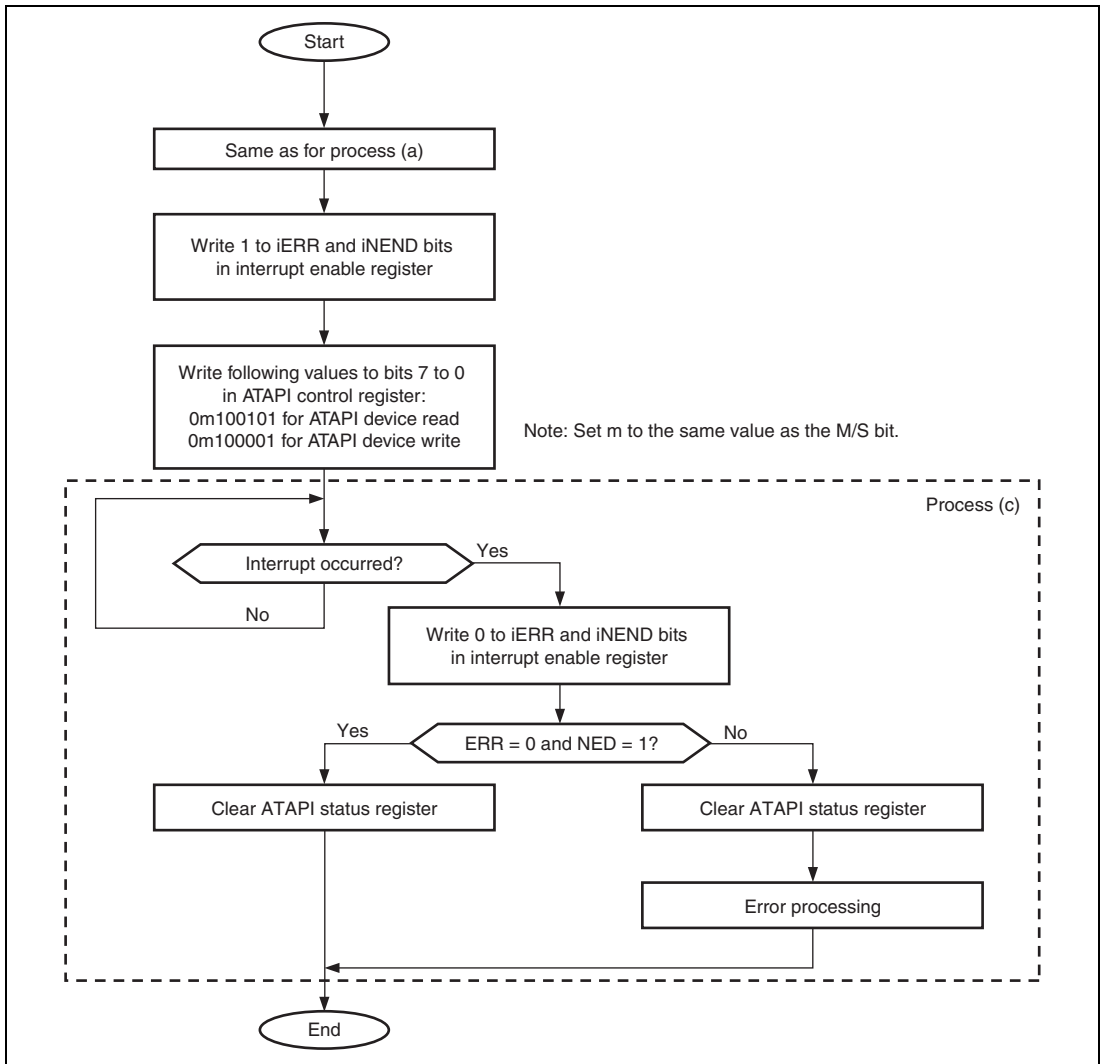 Start
Same as for process (a)
Write 1 to iERR and iNEND bits
in interrupt enable register
Write following values to bits 7 to 0
in ATAPI control register:
0m100101 for ATAPI device read
0m100001 for ATAPI device write
Note: Set m to the same value as the M/S bit.
Process (c)
Interrupt occurred?
Yes
No
Write 0 to iERR and iNEND bits
in interrupt enable register
Yes
ERR = 0 and NED = 1?
No
Clear ATAPI status register
Clear ATAPI status register
Error processing
End